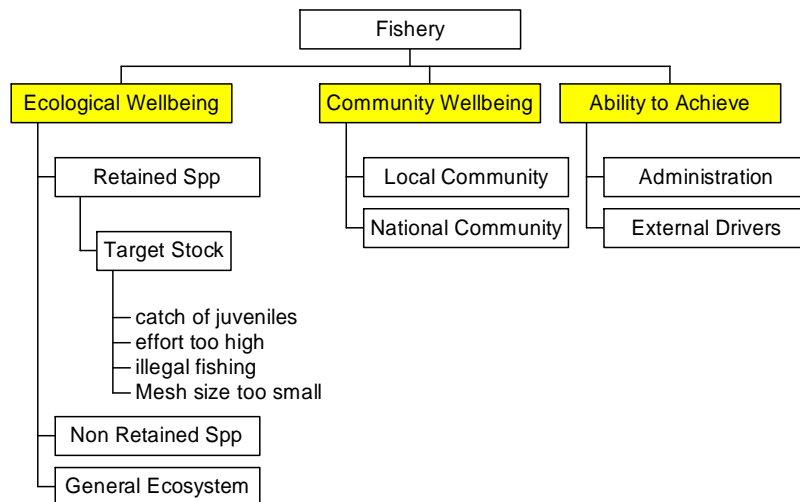 Fishery
Ecological Wellbeing
Community Wellbeing
Ability to Achieve
Retained Spp
Local Community
Administration
Target Stock
National Community
External Drivers
catch of juveniles
effort too high
illegal fishing
Mesh size too small
Non Retained Spp
General Ecosystem